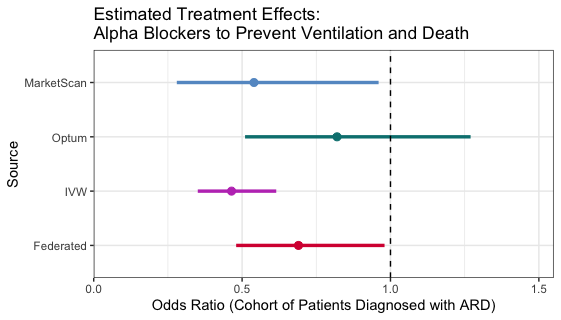 Estimated Treatment Effects:
Alpha Blockers to Prevent Ventilation and Death
MarketScan
Optum
IVW
Federated
Source
0.0
0.5
1.0
1.5
Odds Ratio (Cohort of Patients Diagnosed with ARD)